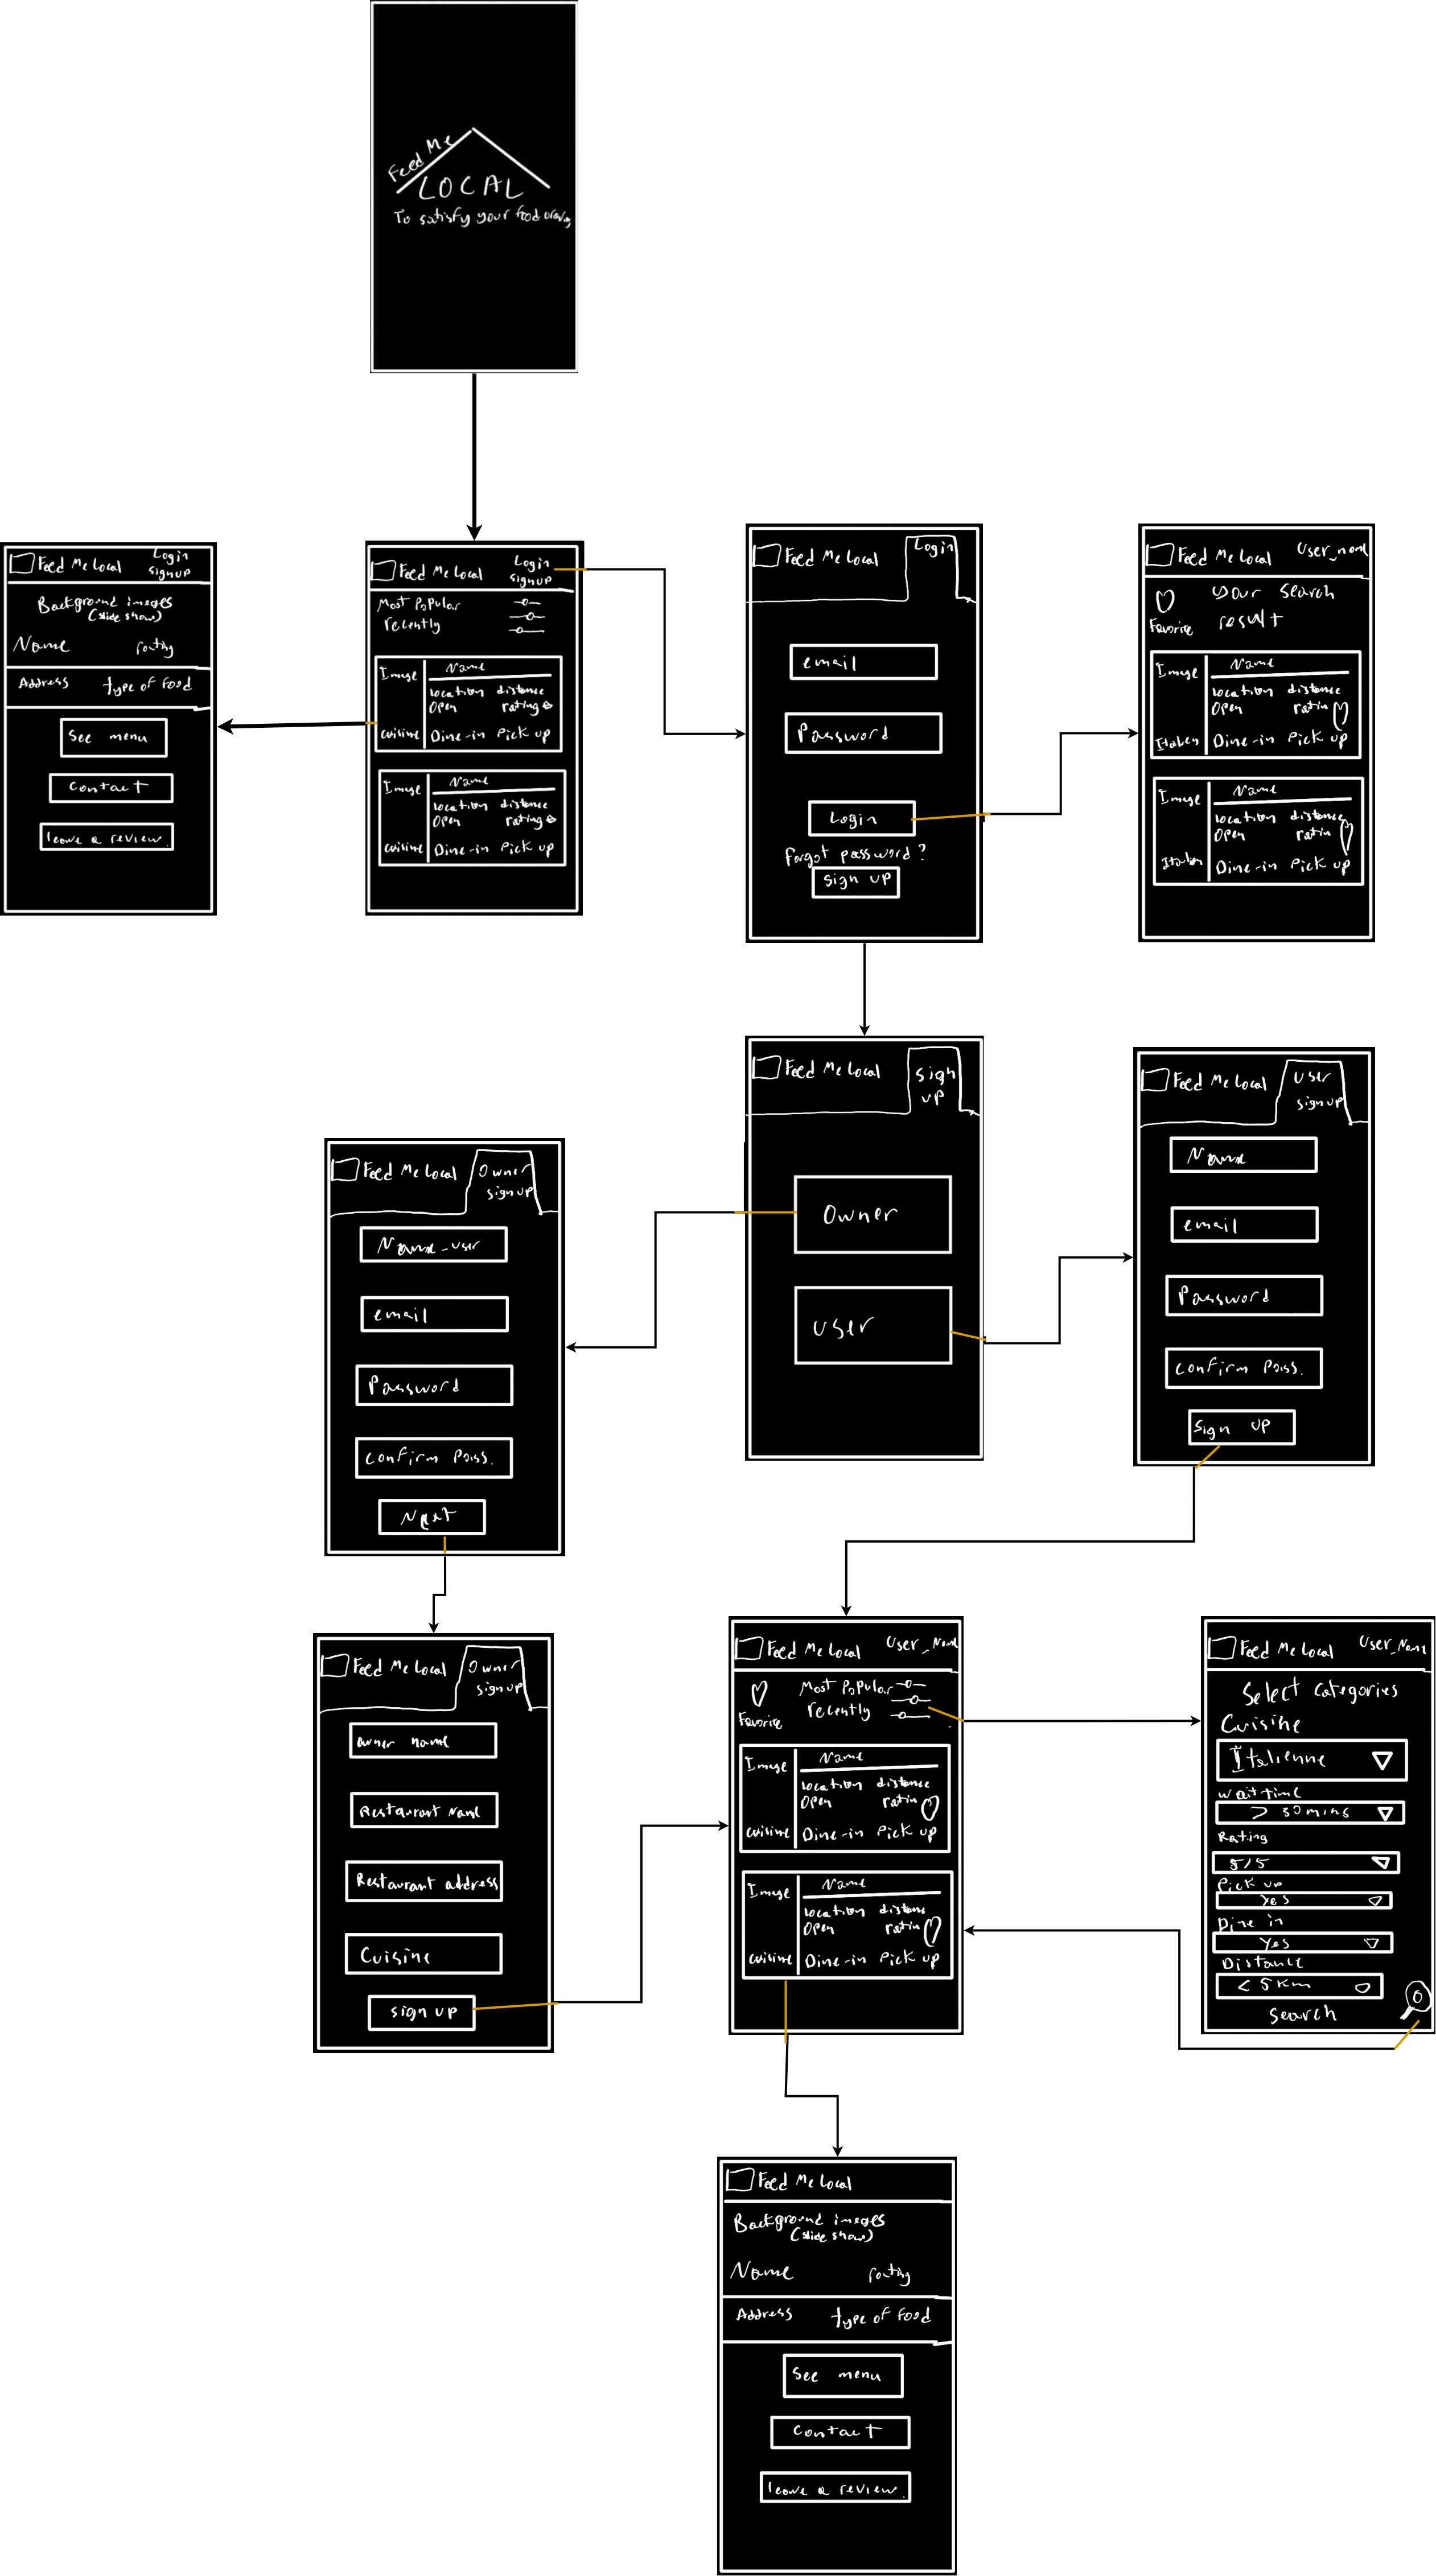 Feed Me
LOCAL
To satisfy your food craving
Feed Me Local
Login
signup
Background images
(slide show)
Name rating
Address type of food
See menu
Contact
leave a review.
Feed Me Local
Login
signup
Most Popular
recently
Image Name
location distance
Open rating
cuisine Dine-in Pick up
Image Name
location distance
Open rating
cuisine Dine-in Pick up
Feed Me Local
Login
email
Password
Login
Forgot password?
sign up
Feed Me Local
User_name
Favorite
your search
result
Image Name
location distance
Open ratin
Italien Dine-in Pick up
Image Name
location distance
Open ratin
Italien Dine-in Pick up
Feed Me Local
sign
up
Owner
User
Feed Me Local
User
signup
Name
email
Password
Confirm Pass.
sign up
Feed Me Local
Owner
signup
Name_user
email
Password
Confirm Pass.
Next
Feed Me Local
Owner
signup
owner name
Restaurant Name
Restaurant address
Cuisine
sign up
Feed Me Local
User_Name
Favorite
Most Popular
recently
Image Name
location distance
Open ratin
cuisine Dine-in Pick up
Image Name
location distance
Open ratin
cuisine Dine-in Pick up
Feed Me Local
User_Name
Select Categories
Cuisine
Italienne
wait time
> 30 mins
Rating
5/5
Pick up
Yes
Dine in
Yes
Distance
< 5km
Search
Feed Me Local
Background images
(slide show)
Name rating
Address type of food
See menu
Contact
leave a review.